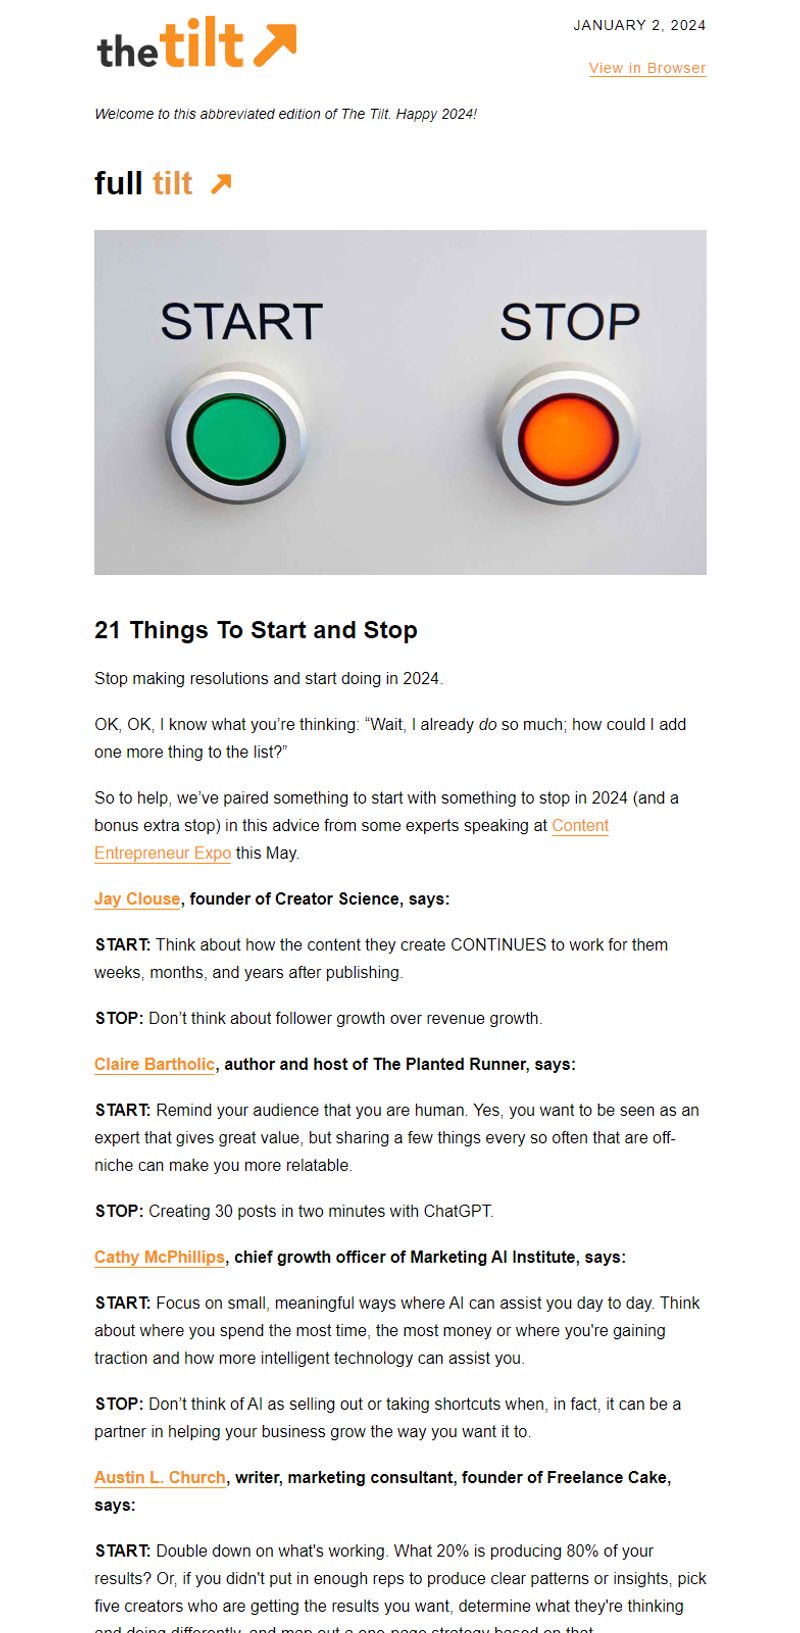 the tilt
JANUARY 2, 2024
View in Browser
Welcome to this abbreviated edition of The Tilt. Happy 2024!
full tilt
START
STOP
21 Things To Start and Stop
Stop making resolutions and start doing in 2024.
OK, OK, I know what you’re thinking: “Wait, I already do so much; how could I add
one more thing to the list?”
So to help, we’ve paired something to start with something to stop in 2024 (and a
bonus extra stop) in this advice from some experts speaking at Content
Entrepreneur Expo this May.
Jay Clouse, founder of Creator Science, says:
START: Think about how the content they create CONTINUES to work for them
weeks, months, and years after publishing.
STOP: Don’t think about follower growth over revenue growth.
Claire Bartholic, author and host of The Planted Runner, says:
START: Remind your audience that you are human. Yes, you want to be seen as an
expert that gives great value, but sharing a few things every so often that are off-
niche can make you more relatable.
STOP: Creating 30 posts in two minutes with ChatGPT.
Cathy McPhillips, chief growth officer of Marketing AI Institute, says:
START: Focus on small, meaningful ways where AI can assist you day to day. Think
about where you spend the most time, the most money or where you're gaining
traction and how more intelligent technology can assist you.
STOP: Don’t think of AI as selling out or taking shortcuts when, in fact, it can be a
partner in helping your business grow the way you want it to.
Austin L. Church, writer, marketing consultant, founder of Freelance Cake,
says:
START: Double down on what's working. What 20% is producing 80% of your
results? Or, if you didn't put in enough reps to produce clear patterns or insights, pick
five creators who are getting the results you want, determine what they're thinking
and doing differently, and map out a one-page strategy based on that.